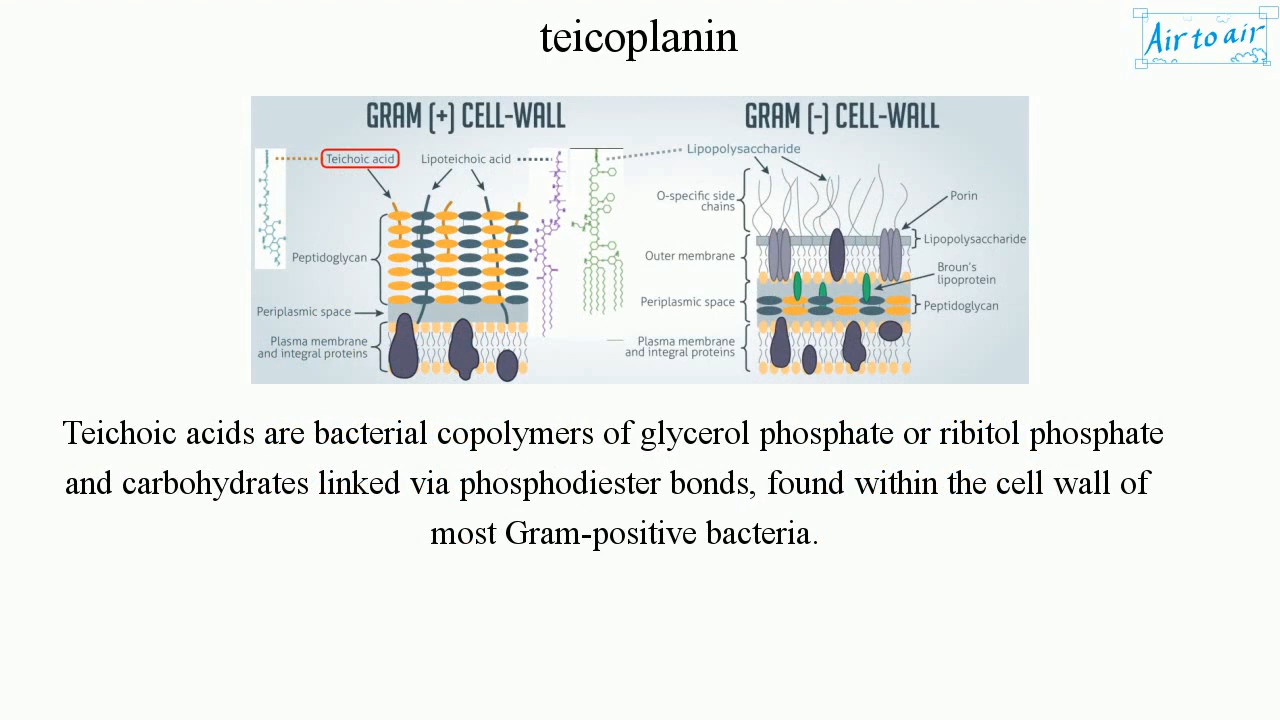 teicoplanin
Air to air
GRAM (+) CELL-WALL
Teichoic acid
Lipoteichoic acid
Peptidoglycan
Periplasmic space
Plasma membrane
and integral proteins
GRAM (-) CELL-WALL
Lipopolysaccharide
O-specific side
chains
Porin
Lipopolysaccharide
Outer membrane
Broun's
lipoprotein
Periplasmic space
Peptidoglycan
Plasma membrane
and integral proteins
Teichoic acids are bacterial copolymers of glycerol phosphate or ribitol phosphate
and carbohydrates linked via phosphodiester bonds, found within the cell wall of
most Gram-positive bacteria.